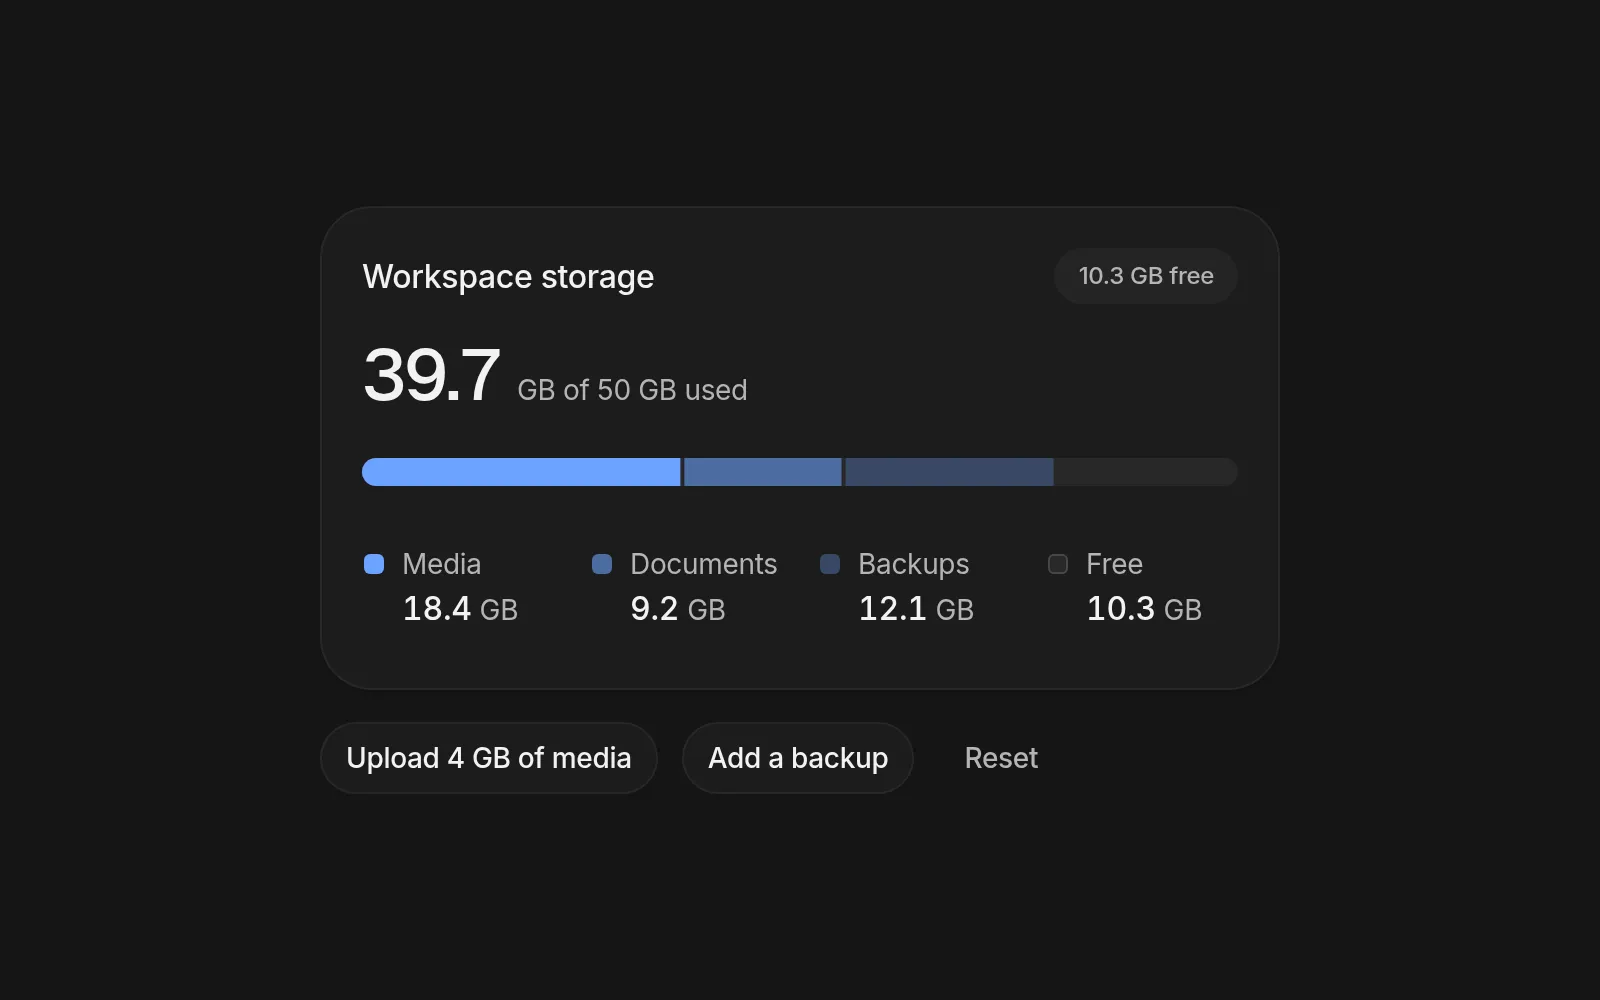 Workspace storage
10.3 GB free
39.7 GB of 50 GB used
Media
18.4 GB
Documents
9.2 GB
Backups
12.1 GB
Free
10.3 GB
Upload 4 GB of media
Add a backup
Reset